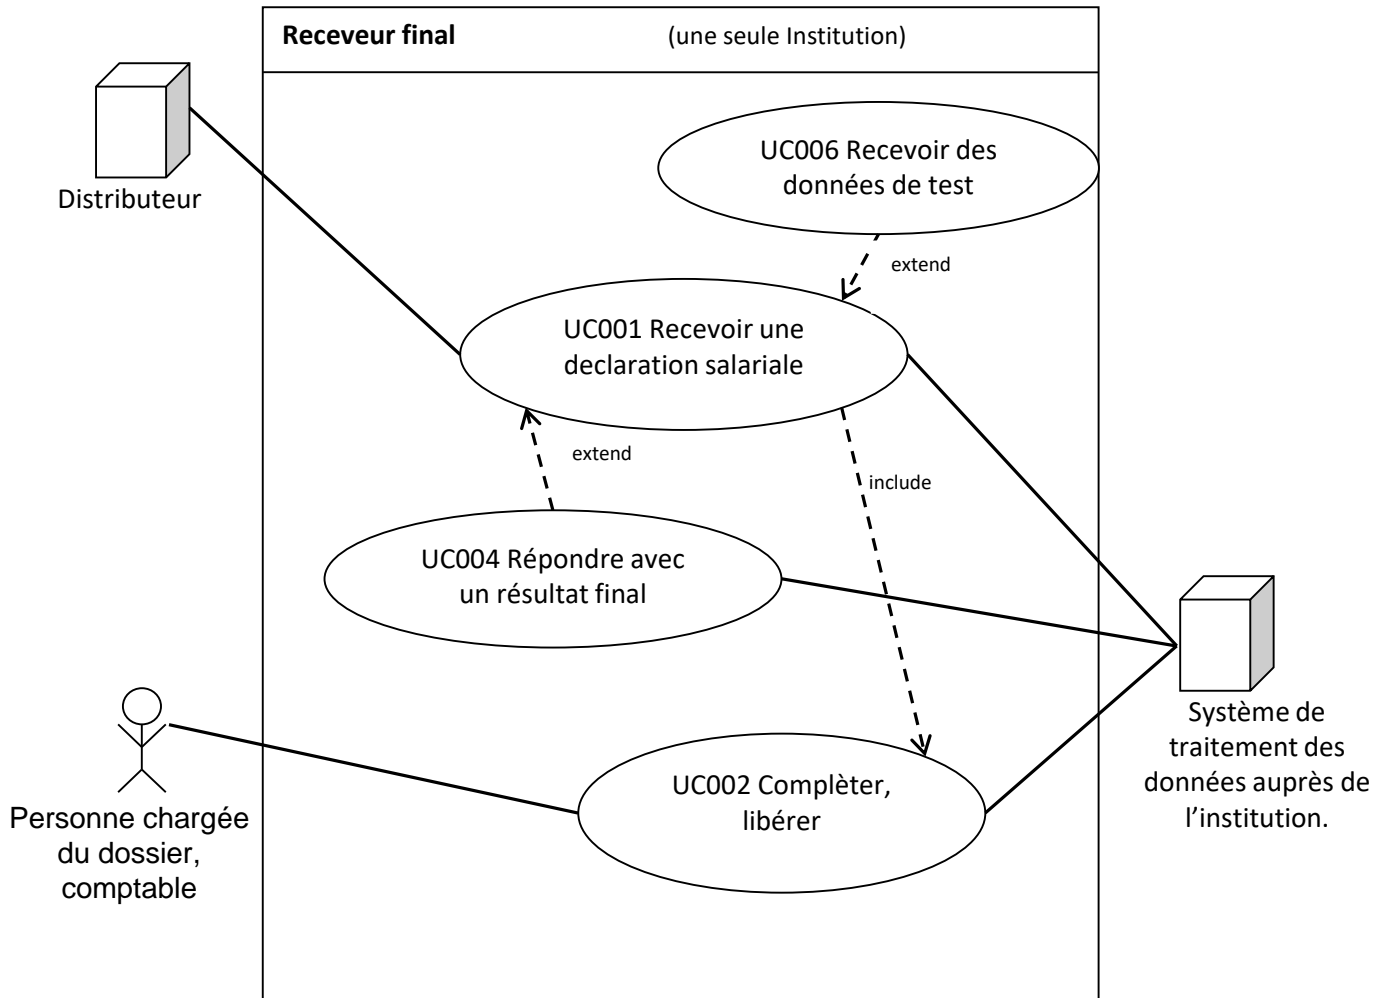 Receveur final (une seule Institution)
UC006 Recevoir des
données de test
Distributeur
extend
UC001 Recevoir une
declaration salariale
extend
include
UC004 Répondre avec
un résultat final
Système de
traitement des
données auprès de
l’institution.
UC002 Complèter,
libérer
Personne chargée
du dossier,
comptable